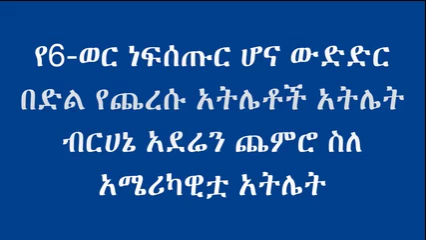 የ6-ወር ነፍሰጡር ሆና ውድድር
በድል የጨረሱ አትሌቶች አትሌት
ብርሀኔ አደሬን ጨምሮ ስለ
አሜሪካዊቷ አትሌት